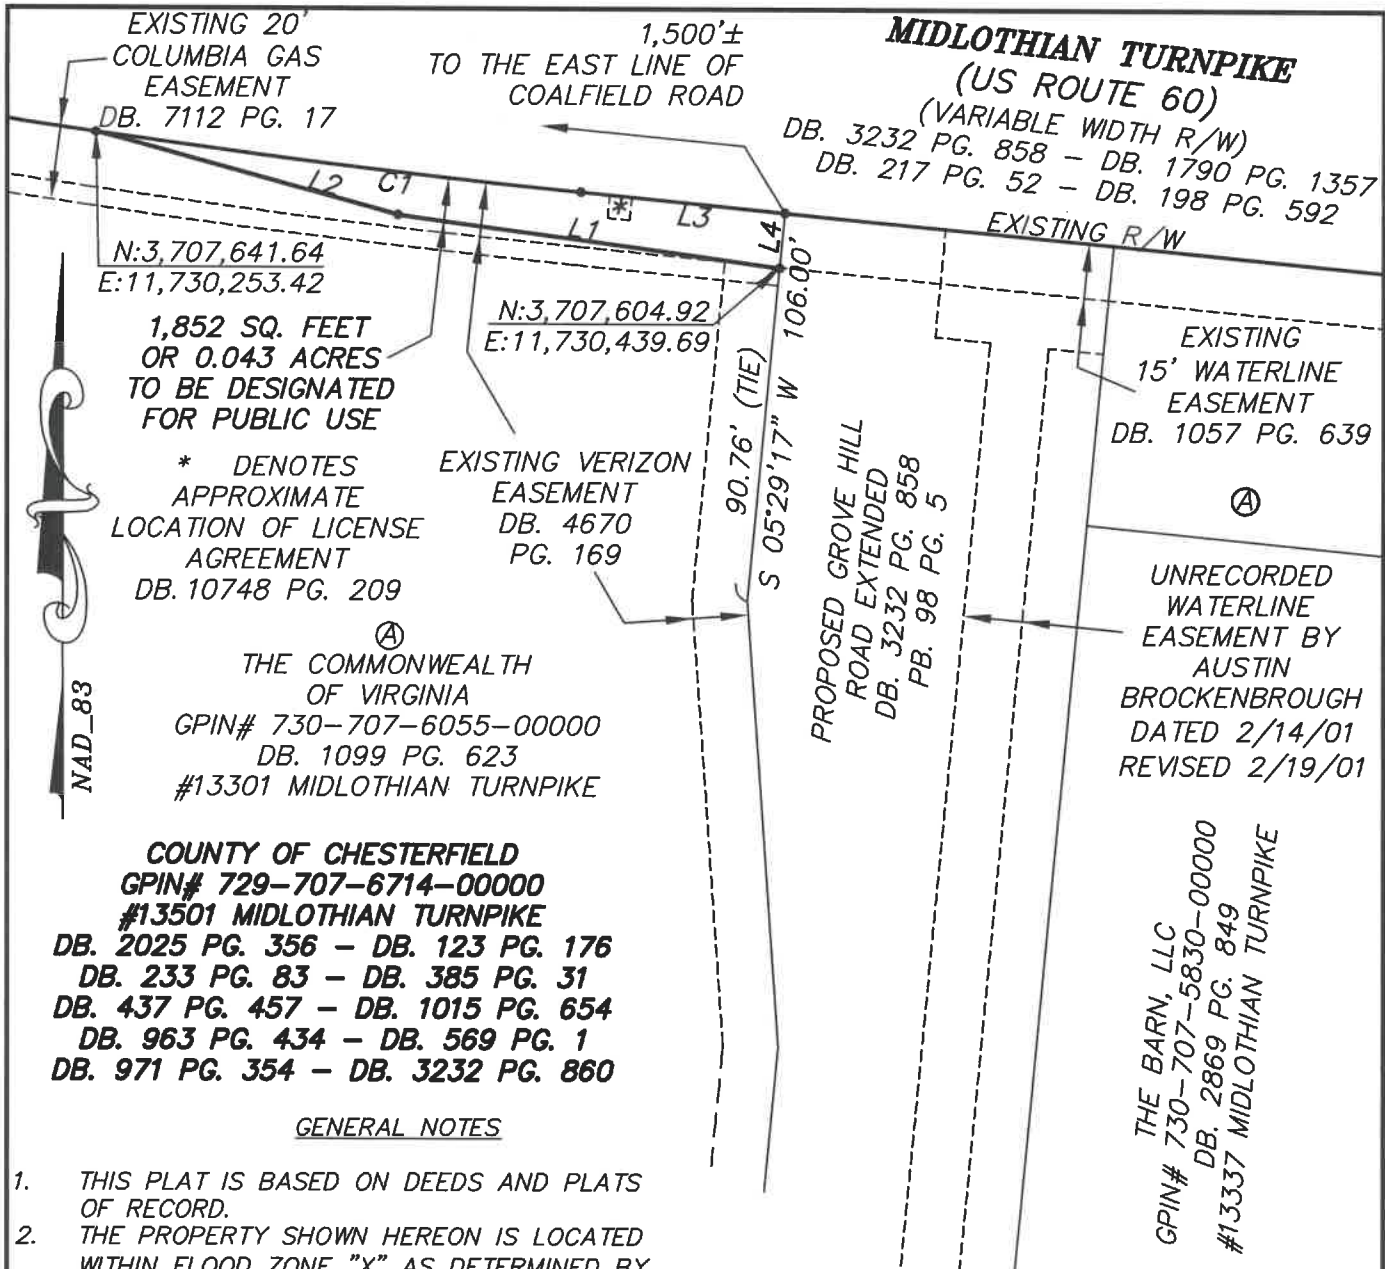 EXISTING 20'
COLUMBIA GAS
EASEMENT
DB. 7112 PG. 17
1,500'±
TO THE EAST LINE OF
COALFIELD ROAD
MIDLOTHIAN TURNPIKE
(US ROUTE 60)
(VARIABLE WIDTH R/W)
DB. 3232 PG. 858 - DB. 1790 PG. 1357
DB. 217 PG. 52 - DB. 198 PG. 592
EXISTING R/W
L2
C1
L1
*
L3
L4
N:3,707,641.64
E:11,730,253.42
N:3,707,604.92
E:11,730,439.69
1,852 SQ. FEET
OR 0.043 ACRES
TO BE DESIGNATED
FOR PUBLIC USE
* DENOTES
APPROXIMATE
LOCATION OF LICENSE
AGREEMENT
DB. 10748 PG. 209
EXISTING VERIZON
EASEMENT
DB. 4670
PG. 169
90.76' (TIE)
S 05°29'17" W 106.00'
PROPOSED GROVE HILL
ROAD EXTENDED
DB. 3232 PG. 858
PB. 98 PG. 5
EXISTING
15' WATERLINE
EASEMENT
DB. 1057 PG. 639
A
UNRECORDED
WATERLINE
EASEMENT BY
AUSTIN
BROCKENBROUGH
DATED 2/14/01
REVISED 2/19/01
NAD_83
A
THE COMMONWEALTH
OF VIRGINIA
GPIN# 730-707-6055-00000
DB. 1099 PG. 623
#13301 MIDLOTHIAN TURNPIKE
COUNTY OF CHESTERFIELD
GPIN# 729-707-6714-00000
#13501 MIDLOTHIAN TURNPIKE
DB. 2025 PG. 356 - DB. 123 PG. 176
DB. 233 PG. 83 - DB. 385 PG. 31
DB. 437 PG. 457 - DB. 1015 PG. 654
DB. 963 PG. 434 - DB. 569 PG. 1
DB. 971 PG. 354 - DB. 3232 PG. 860
THE BARN, LLC
GPIN# 730-707-5830-00000
DB. 2869 PG. 849
#13337 MIDLOTHIAN TURNPIKE
GENERAL NOTES
1. THIS PLAT IS BASED ON DEEDS AND PLATS
OF RECORD.
2. THE PROPERTY SHOWN HEREON IS LOCATED
WITHIN FLOOD ZONE "X" AS DETERMINED BY